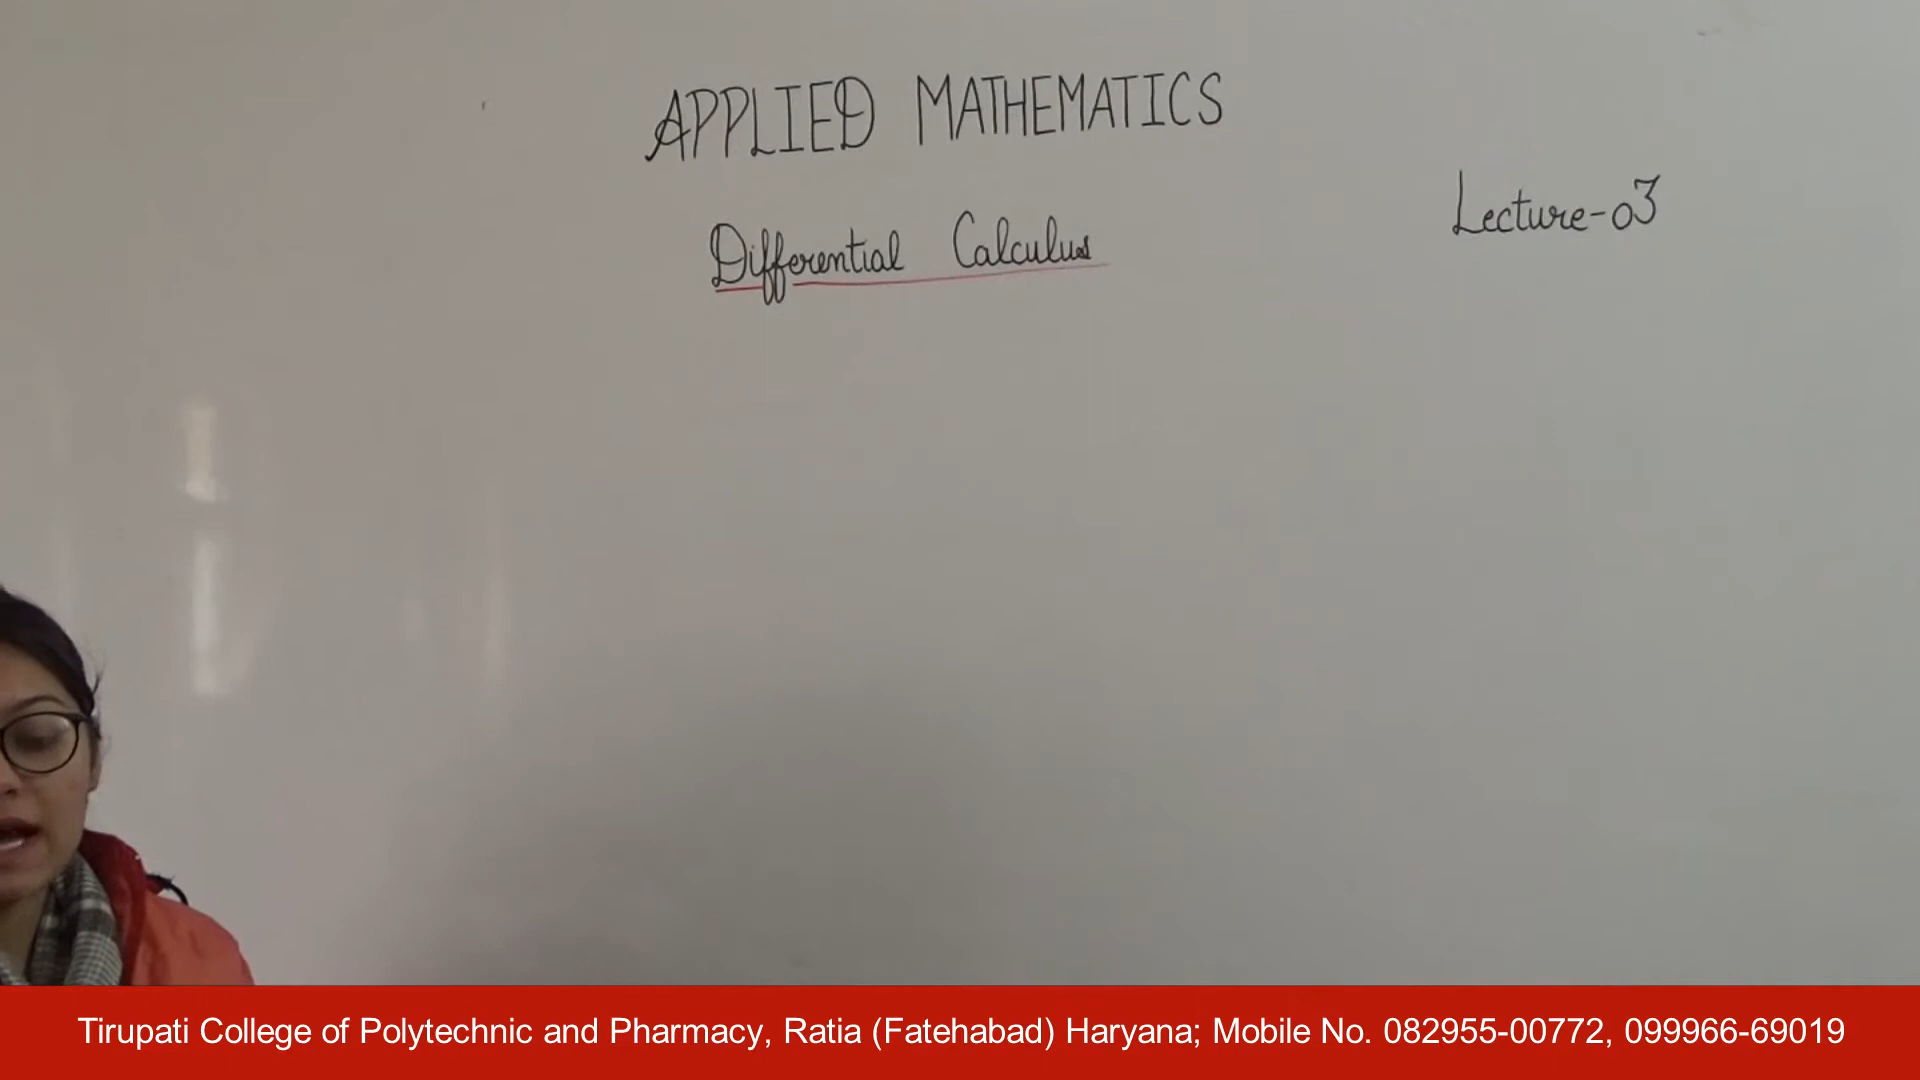 APPLIED MATHEMATICS
Lecture-03
Differential Calculus
Tirupati College of Polytechnic and Pharmacy, Ratia (Fatehabad) Haryana; Mobile No. 082955-00772, 099966-69019